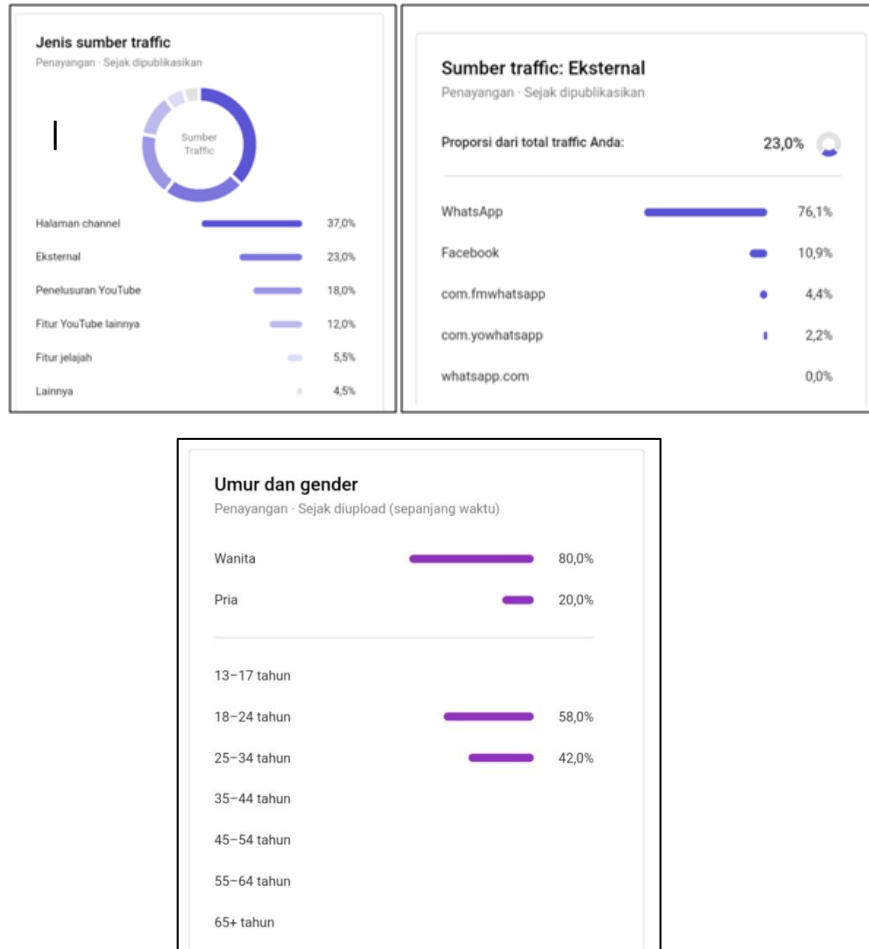 Jenis sumber traffic
Penayangan · Sejak dipublikasikan
Sumber
Traffic
Halaman channel 37,0%
Eksternal 23,0%
Penelusuran YouTube 18,0%
Fitur YouTube lainnya 12,0%
Fitur jelajah 5,5%
Lainnya 4,5%
Sumber traffic: Eksternal
Penayangan · Sejak dipublikasikan
Proporsi dari total traffic Anda: 23,0%
WhatsApp 76,1%
Facebook 10,9%
com.fmwhatsapp 4,4%
com.yowhatsapp 2,2%
whatsapp.com 0,0%
Umur dan gender
Penayangan · Sejak diupload (sepanjang waktu)
Wanita 80,0%
Pria 20,0%
13–17 tahun
18–24 tahun 58,0%
25–34 tahun 42,0%
35–44 tahun
45–54 tahun
55–64 tahun
65+ tahun